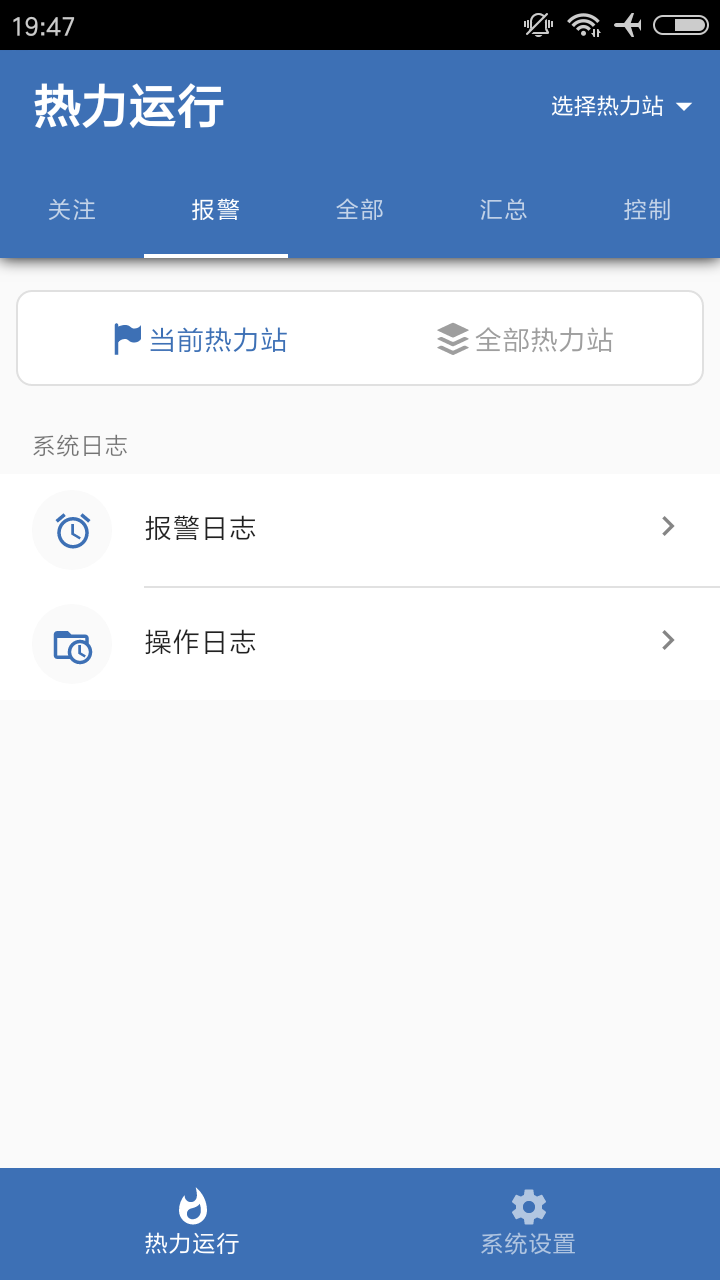 19:47
热力运行
选择热力站
关注 报警 全部 汇总 控制
当前热力站 全部热力站
系统日志
报警日志
操作日志
热力运行 系统设置